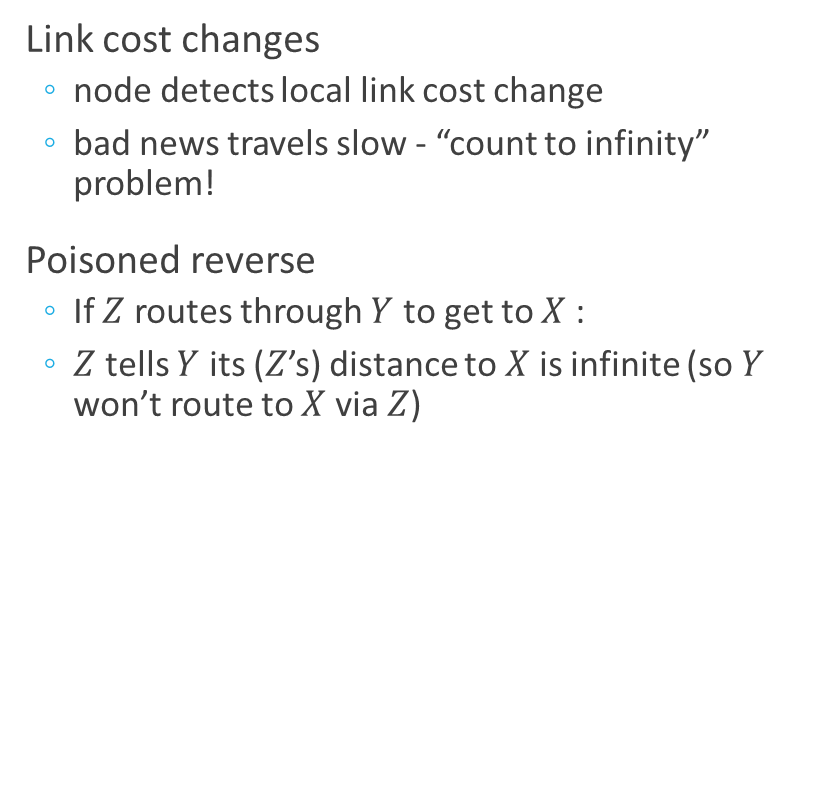 Link cost changes
◦ node detects local link cost change
◦ bad news travels slow - “count to infinity”
problem!
Poisoned reverse
◦ If Z routes through Y to get to X :
◦ Z tells Y its (Z’s) distance to X is infinite (so Y
won’t route to X via Z)